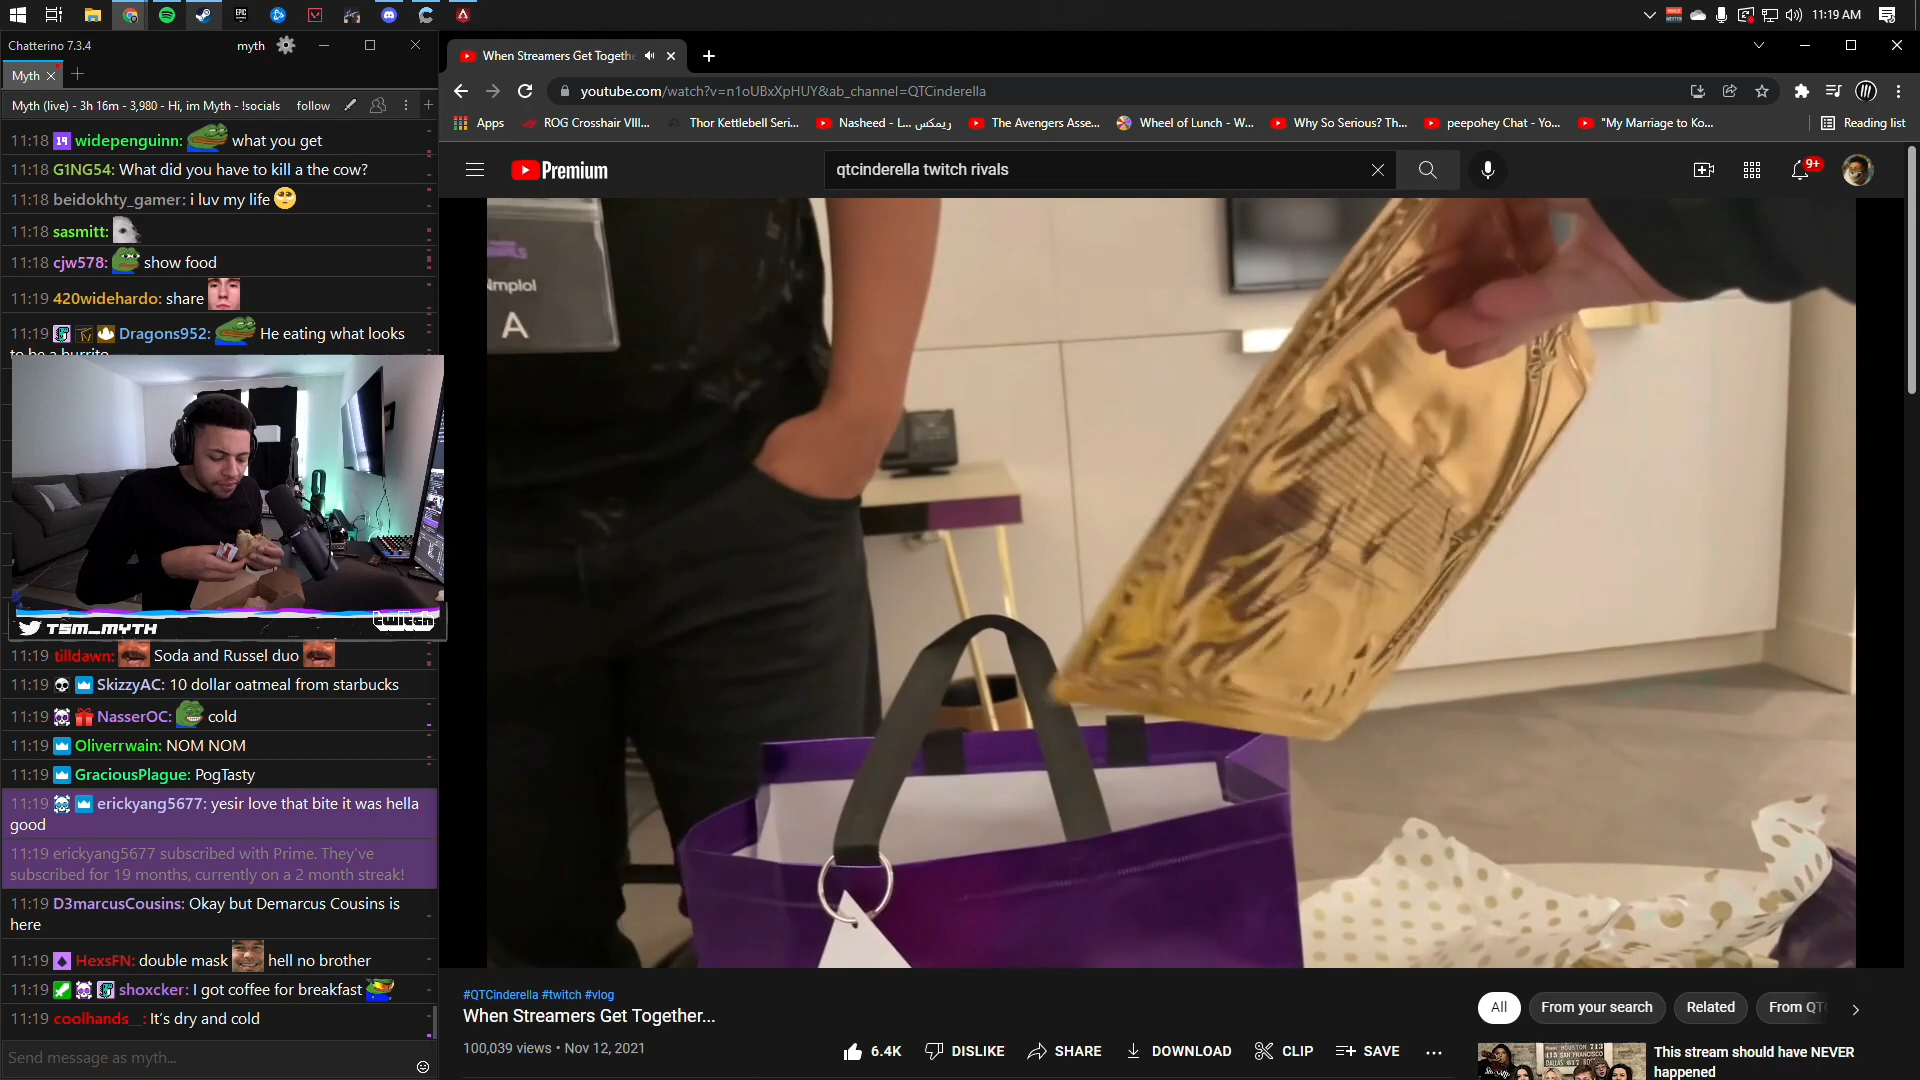 11:19 AM
Chatterino 7.3.4
myth
Myth
Myth (live) - 3h 16m - 3,980 - Hi, im Myth - !socials
follow
11:18 widepenguinn: what you get
11:18 G1NG54: What did you have to kill a the cow?
11:18 beidokhty_gamer: i luv my life
11:18 sasmitt:
11:18 cjw578: show food
11:19 420widehardo: share
11:19 Dragons952: He eating what looks
to be a burrito
TSM_MYTH
twitch
11:19 tilldawn: Soda and Russel duo
11:19 SkizzyAC: 10 dollar oatmeal from starbucks
11:19 NasserOC: cold
11:19 Oliverrwain: NOM NOM
11:19 GraciousPlague: PogTasty
11:19 erickyang5677: yesir love that bite it was hella
good
11:19 erickyang5677 subscribed with Prime. They've
subscribed for 19 months, currently on a 2 month streak!
11:19 D3marcusCousins: Okay but Demarcus Cousins is
here
11:19 HexsFN: double mask hell no brother
11:19 shoxcker: I got coffee for breakfast
11:19 coolhands__: It's dry and cold
Send message as myth...
When Streamers Get Togethe
youtube.com/watch?v=n1oUBxXpHUY&ab_channel=QTCinderella
Apps
ROG Crosshair VIII...
Thor Kettlebell Seri...
Nasheed - L... ريمكس
The Avengers Asse...
Wheel of Lunch - W...
Why So Serious? Th...
peepohey Chat - Yo...
"My Marriage to Ko...
Reading list
Premium
qtcinderella twitch rivals
9+
mplol
A
#QTCinderella #twitch #vlog
When Streamers Get Together...
100,039 views • Nov 12, 2021
6.4K
DISLIKE
SHARE
DOWNLOAD
CLIP
SAVE
All
From your search
Related
From QT
This stream should have NEVER
happened